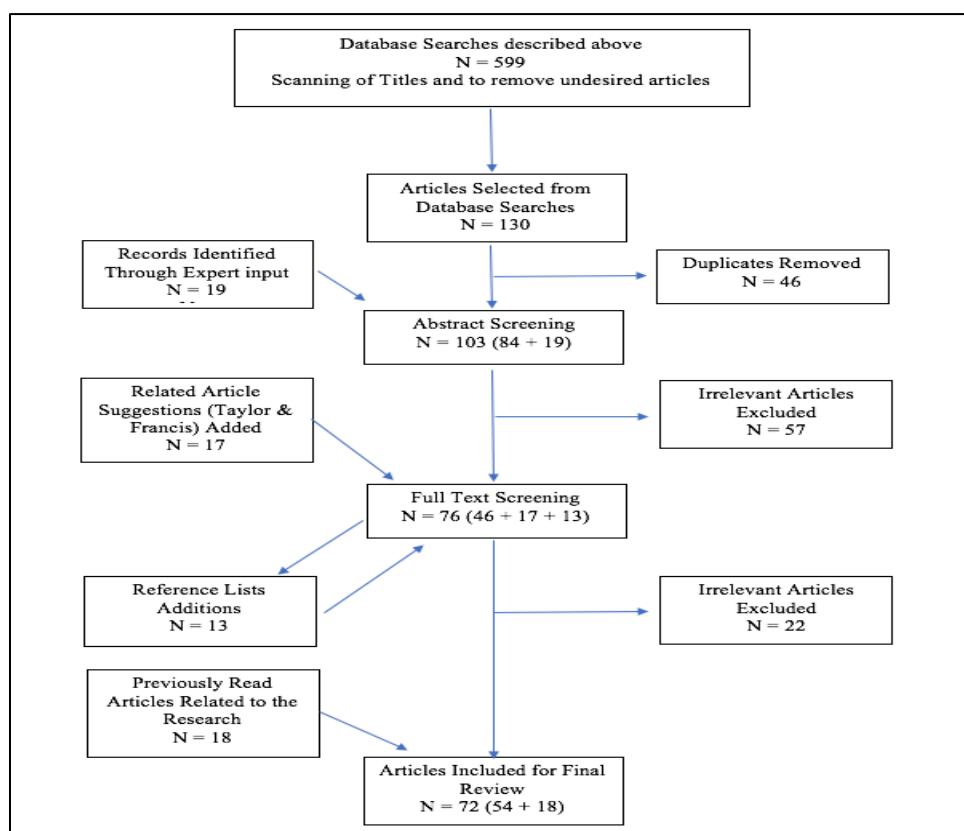 Database Searches described above
N = 599
Scanning of Titles and to remove undesired articles
Articles Selected from
Database Searches
N = 130
Records Identified
Through Expert input
N = 19
Duplicates Removed
N = 46
Abstract Screening
N = 103 (84 + 19)
Related Article
Suggestions (Taylor &
Francis) Added
N = 17
Irrelevant Articles
Excluded
N = 57
Full Text Screening
N = 76 (46 + 17 + 13)
Reference Lists
Additions
N = 13
Irrelevant Articles
Excluded
N = 22
Previously Read
Articles Related to the
Research
N = 18
Articles Included for Final
Review
N = 72 (54 + 18)